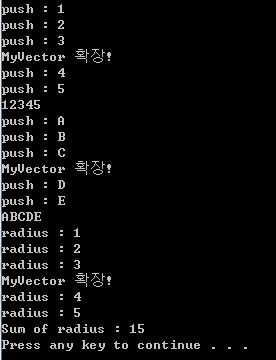 push : 1
push : 2
push : 3
MyVector 확장!
push : 4
push : 5
12345
push : A
push : B
push : C
MyVector 확장!
push : D
push : E
ABCDE
radius : 1
radius : 2
radius : 3
MyVector 확장!
radius : 4
radius : 5
Sum of radius : 15
Press any key to continue . . .